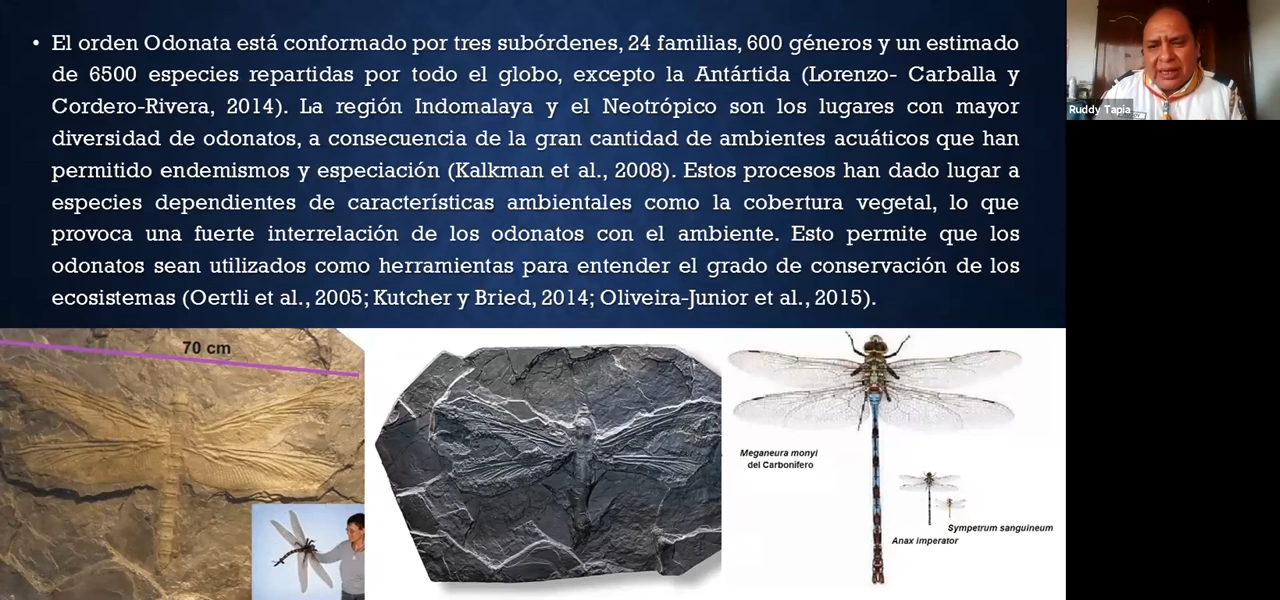 • El orden Odonata está conformado por tres subórdenes, 24 familias, 600 géneros y un estimado
de 6500 especies repartidas por todo el globo, excepto la Antártida (Lorenzo- Carballa y
Cordero-Rivera, 2014). La región Indomalaya y el Neotrópico son los lugares con mayor
diversidad de odonatos, a consecuencia de la gran cantidad de ambientes acuáticos que han
permitido endemismos y especiación (Kalkman et al., 2008). Estos procesos han dado lugar a
especies dependientes de características ambientales como la cobertura vegetal, lo que
provoca una fuerte interrelación de los odonatos con el ambiente. Esto permite que los
odonatos sean utilizados como herramientas para entender el grado de conservación de los
ecosistemas (Oertli et al., 2005; Kutcher y Bried, 2014; Oliveira-Junior et al., 2015).
Ruddy Tapia
70 cm
Meganeura monyi
del Carbonífero
Sympetrum sanguineum
Anax imperator